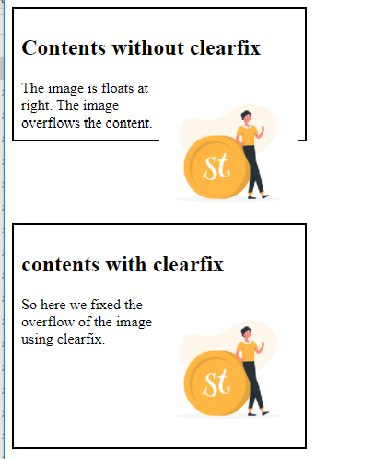 Contents without clearfix
The image is floats at
right. The image
overflows the content.
st
contents with clearfix
So here we fixed the
overflow of the image
using clearfix.
st